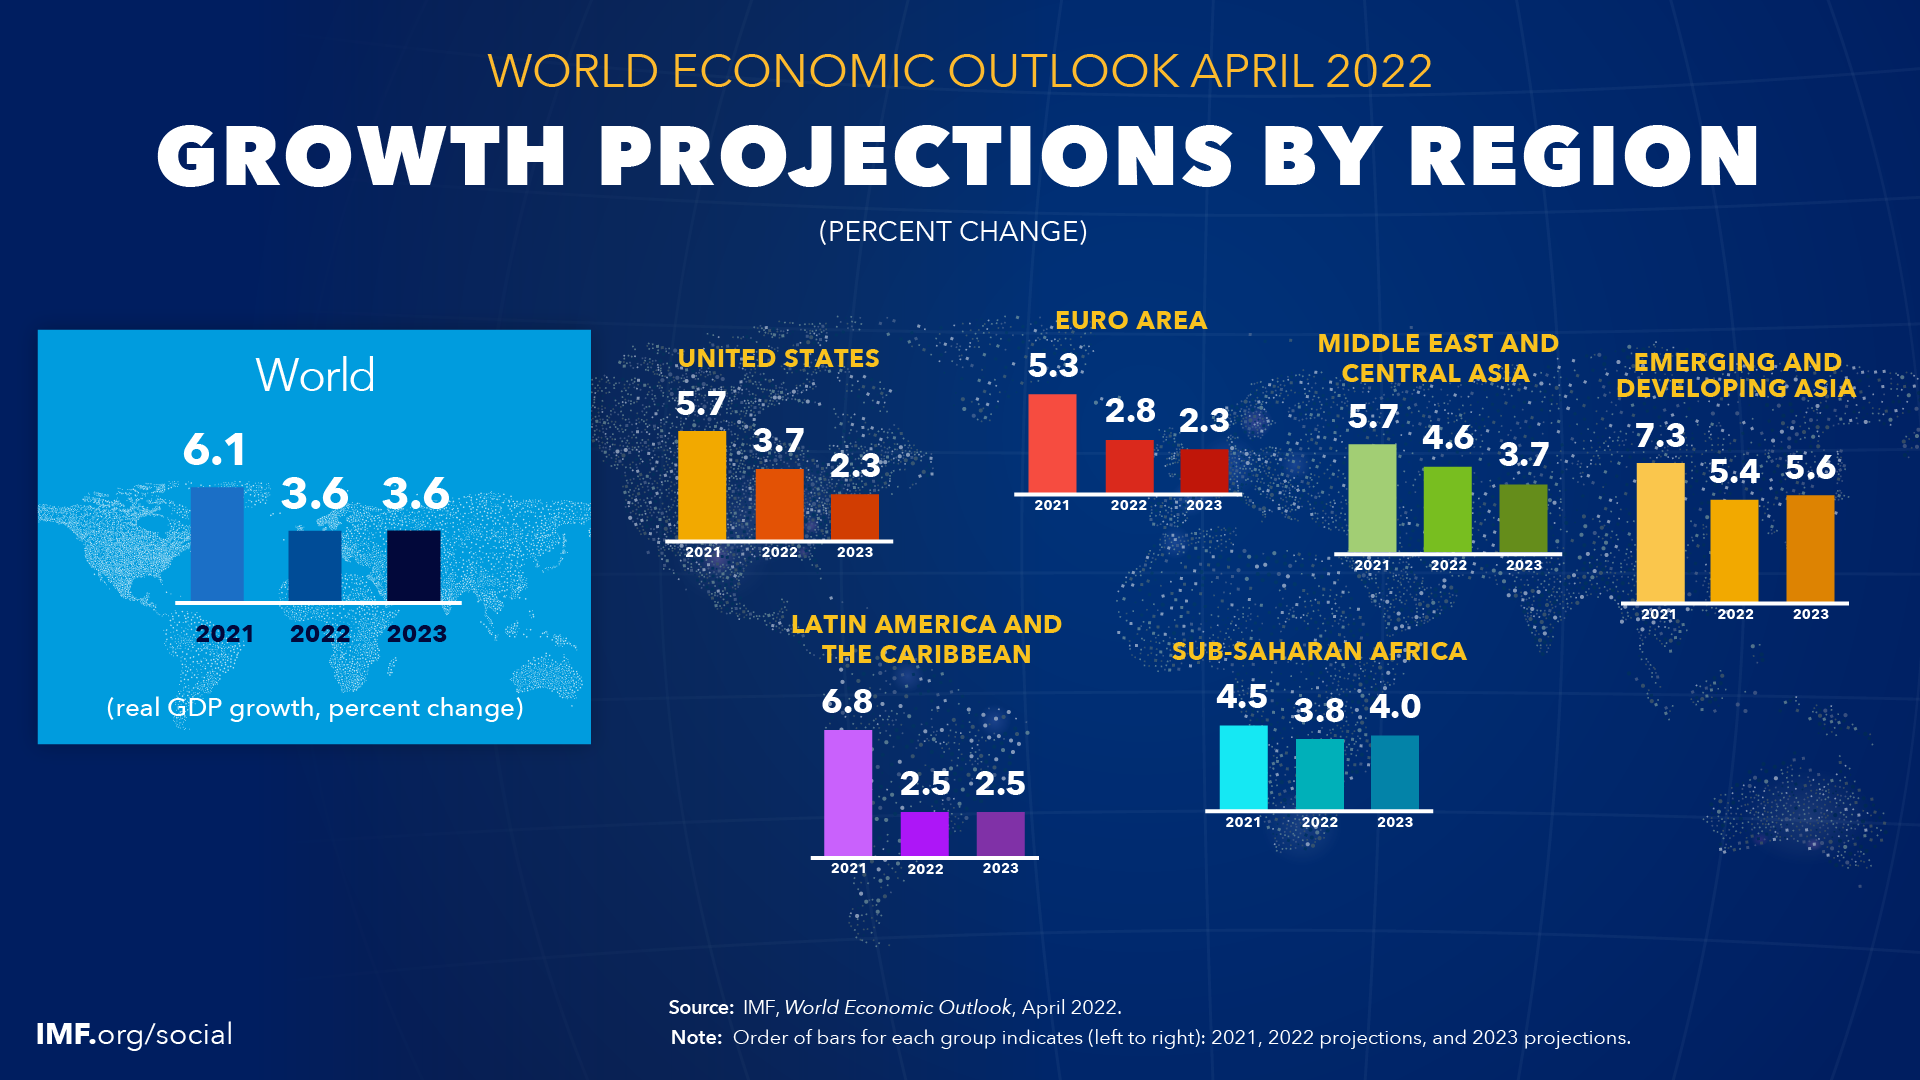 WORLD ECONOMIC OUTLOOK APRIL 2022
GROWTH PROJECTIONS BY REGION
(PERCENT CHANGE)
World
6.1
3.6
3.6
2021
2022
2023
(real GDP growth, percent change)
UNITED STATES
5.7
3.7
2.3
2021
2022
2023
EURO AREA
5.3
2.8
2.3
2021
2022
2023
MIDDLE EAST AND
CENTRAL ASIA
5.7
4.6
3.7
2021
2022
2023
EMERGING AND
DEVELOPING ASIA
7.3
5.4
5.6
2021
2022
2023
LATIN AMERICA AND
THE CARIBBEAN
6.8
2.5
2.5
2021
2022
2023
SUB-SAHARAN AFRICA
4.5
3.8
4.0
2021
2022
2023
Source: IMF, World Economic Outlook, April 2022.
Note: Order of bars for each group indicates (left to right): 2021, 2022 projections, and 2023 projections.
IMF.org/social